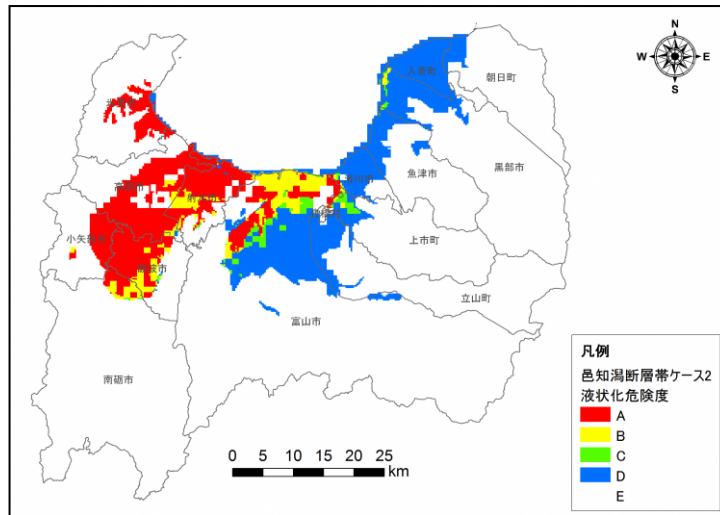 N
W E
S
入善町
朝日町
氷見市
黒部市
魚津市
滑川市
高岡市
射水市
舟橋村
上市町
小矢部市
砺波市
立山町
富山市
南砺市
凡例
邑知潟断層帯ケース2
液状化危険度
A
B
C
D
E
0 5 10 15 20 25
km